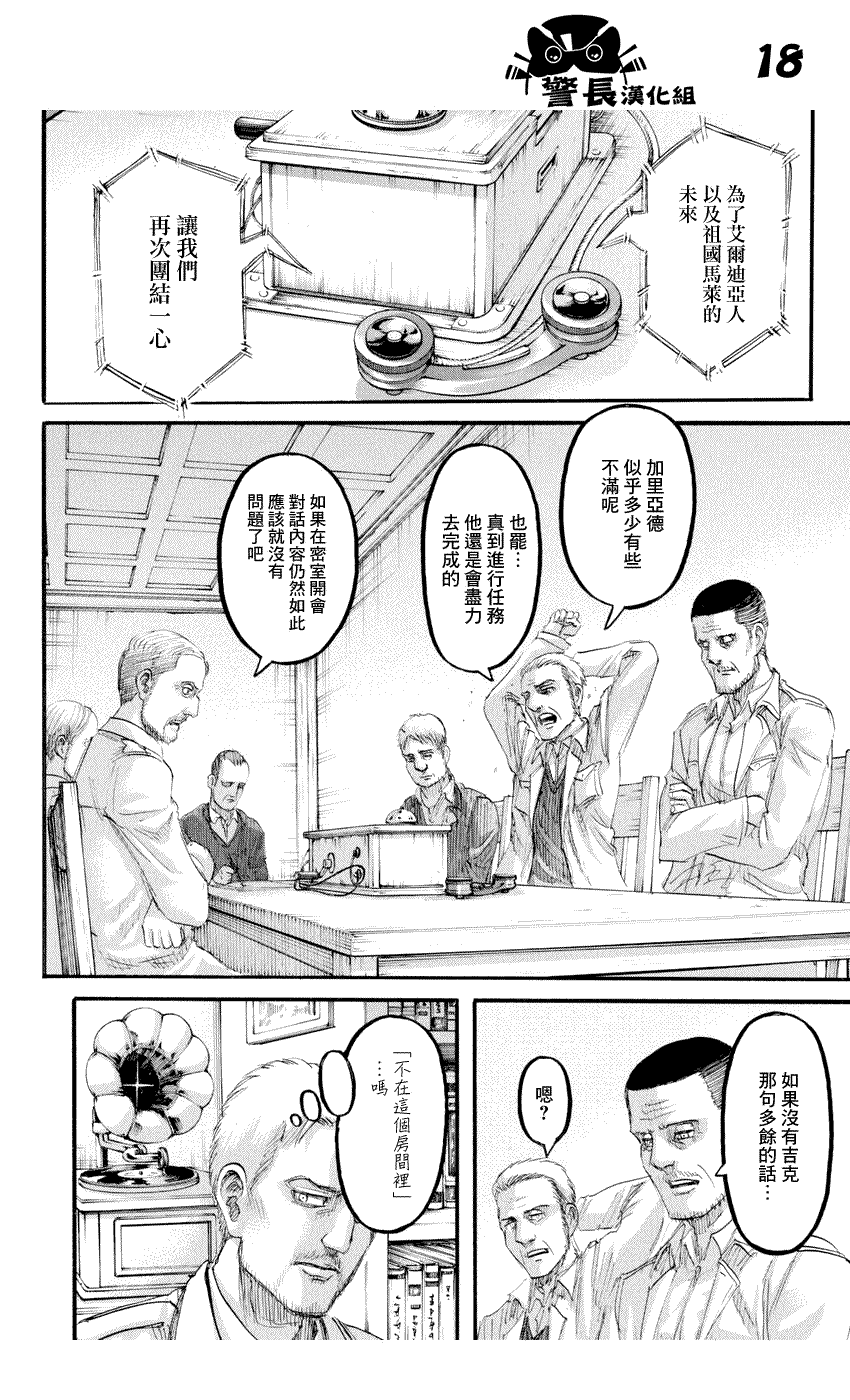 警長漢化組
18
為了艾爾迪亞人
以及祖國馬萊的
未來
讓我們
再次團結一心
加里亞德
似乎多少有些
不滿呢
也罷…
真到進行任務
他還是會盡力
去完成的
如果在密室開會
對話內容仍然如此
應該就沒有
問題了吧
如果沒有吉克
那句多餘的話…
嗯？
「不在這個房間裡」
…嗎